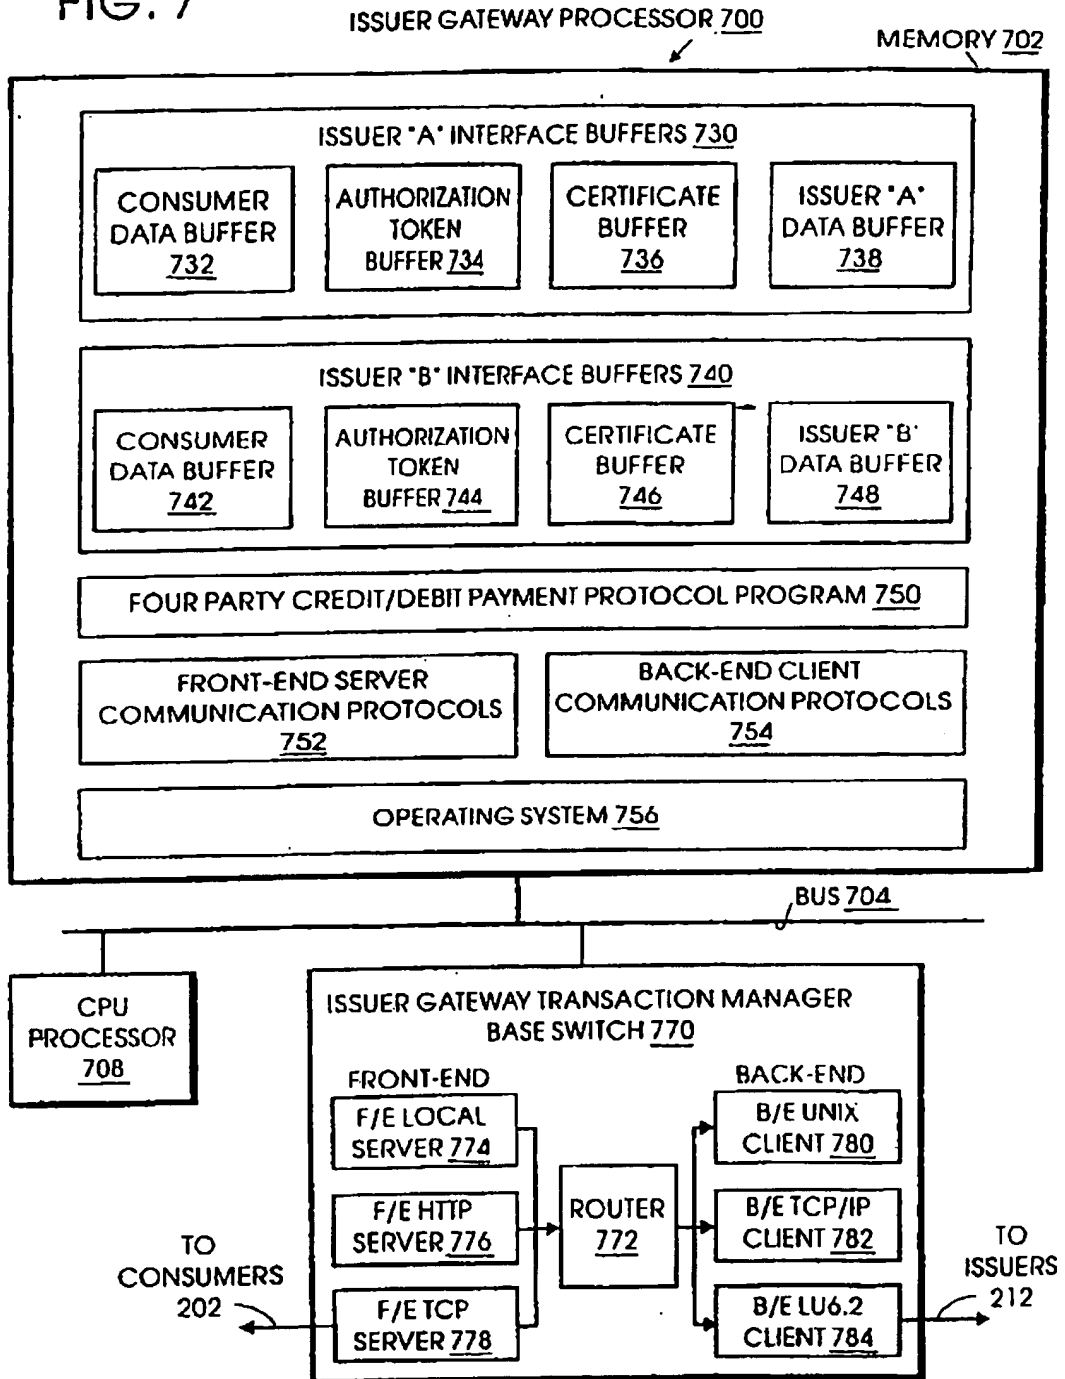 FIG. 7
ISSUER GATEWAY PROCESSOR 700
MEMORY 702
ISSUER "A" INTERFACE BUFFERS 730
CONSUMER
DATA BUFFER
732
AUTHORIZATION
TOKEN
BUFFER 734
CERTIFICATE
BUFFER
736
ISSUER "A"
DATA BUFFER
738
ISSUER "B" INTERFACE BUFFERS 740
CONSUMER
DATA BUFFER
742
AUTHORIZATION
TOKEN
BUFFER 744
CERTIFICATE
BUFFER
746
ISSUER "B"
DATA BUFFER
748
FOUR PARTY CREDIT/DEBIT PAYMENT PROTOCOL PROGRAM 750
FRONT-END SERVER
COMMUNICATION PROTOCOLS
752
BACK-END CLIENT
COMMUNICATION PROTOCOLS
754
OPERATING SYSTEM 756
BUS 704
CPU
PROCESSOR
708
ISSUER GATEWAY TRANSACTION MANAGER
BASE SWITCH 770
FRONT-END
F/E LOCAL
SERVER 774
F/E HTTP
SERVER 776
F/E TCP
SERVER 778
ROUTER
772
BACK-END
B/E UNIX
CLIENT 780
B/E TCP/IP
CLIENT 782
B/E LU6.2
CLIENT 784
TO
CONSUMERS
202
TO
ISSUERS
212